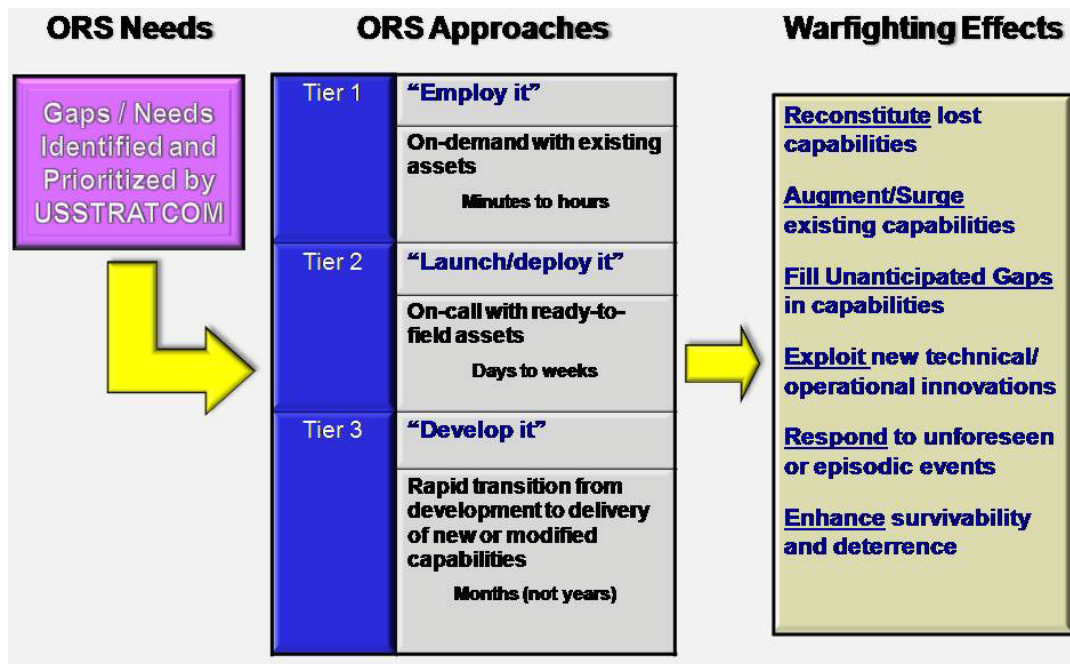 ORS Needs
Gaps / Needs
Identified and
Prioritized by
USSTRATCOM
ORS Approaches
Tier 1
“Employ it”
On-demand with existing
assets
Minutes to hours
Tier 2
“Launch/deploy it”
On-call with ready-to-
field assets
Days to weeks
Tier 3
“Develop it”
Rapid transition from
development to delivery
of new or modified
capabilities
Months (not years)
Warfighting Effects
Reconstitute lost
capabilities
Augment/Surge
existing capabilities
Fill Unanticipated Gaps
in capabilities
Exploit new technical/
operational innovations
Respond to unforeseen
or episodic events
Enhance survivability
and deterrence